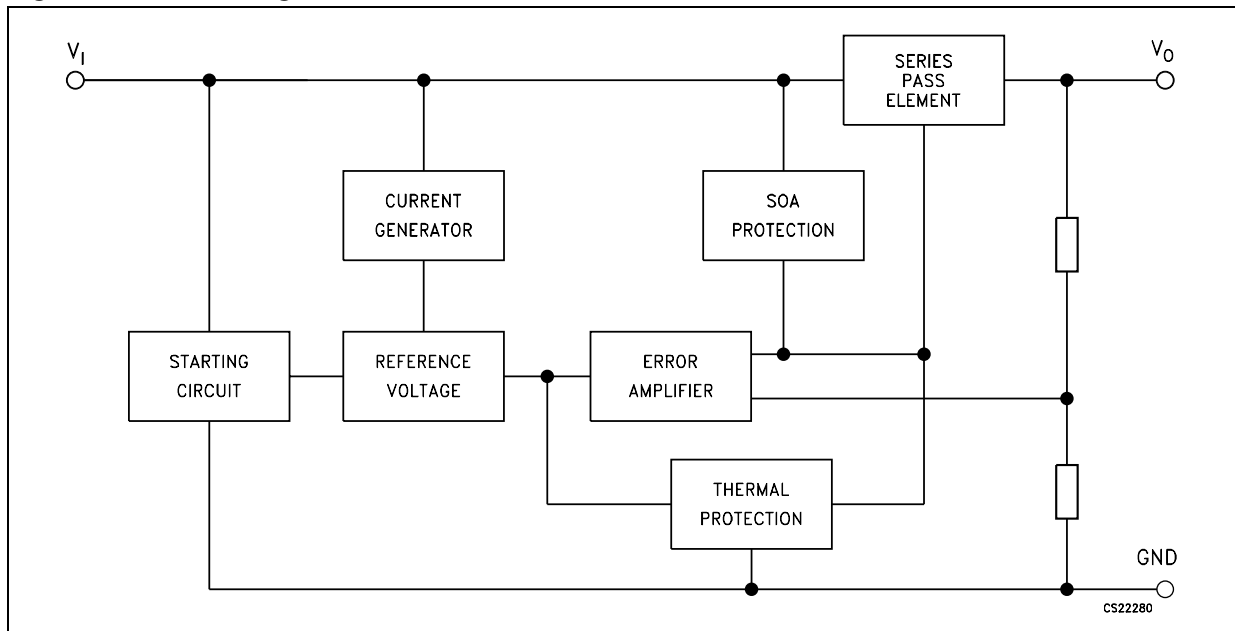 V_I
V_O
SERIES
PASS
ELEMENT
CURRENT
GENERATOR
SOA
PROTECTION
STARTING
CIRCUIT
REFERENCE
VOLTAGE
ERROR
AMPLIFIER
THERMAL
PROTECTION
GND
CS22280